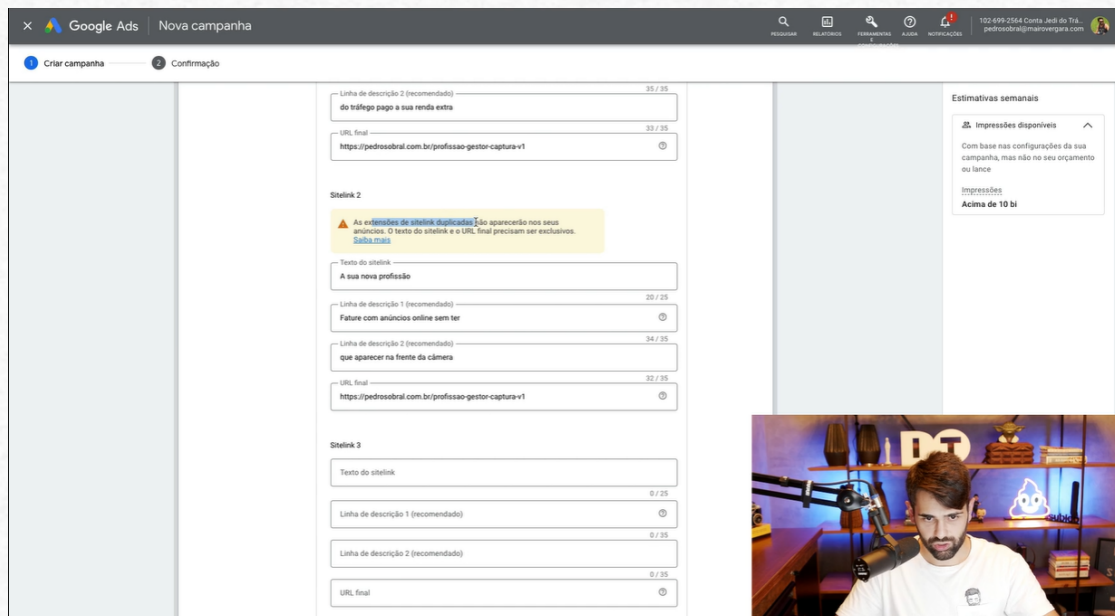 Google Ads
Nova campanha
PESQUISAR
RELATÓRIOS
FERRAMENTAS E CONFIGURAÇÕES
AJUDA
NOTIFICAÇÕES
!
102-699-2564 Conta Jedi do Trá...
pedrosobral@mairovergara.com
1 Criar campanha
2 Confirmação
35 / 35
Linha de descrição 2 (recomendado)
do tráfego pago a sua renda extra
33 / 35
URL final
https://pedrosobral.com.br/profissao-gestor-captura-v1
Sitelink 2
As extensões de sitelink duplicadas não aparecerão nos seus
anúncios. O texto do sitelink e o URL final precisam ser exclusivos.
Saiba mais
Texto do sitelink
A sua nova profissão
20 / 25
Linha de descrição 1 (recomendado)
Fature com anúncios online sem ter
34 / 35
Linha de descrição 2 (recomendado)
que aparecer na frente da câmera
32 / 35
URL final
https://pedrosobral.com.br/profissao-gestor-captura-v1
Sitelink 3
Texto do sitelink
0 / 25
Linha de descrição 1 (recomendado)
0 / 35
Linha de descrição 2 (recomendado)
0 / 35
URL final
Estimativas semanais
Impressões disponíveis
Com base nas configurações da sua
campanha, mas não no seu orçamento
ou lance
Impressões
Acima de 10 bi
DT